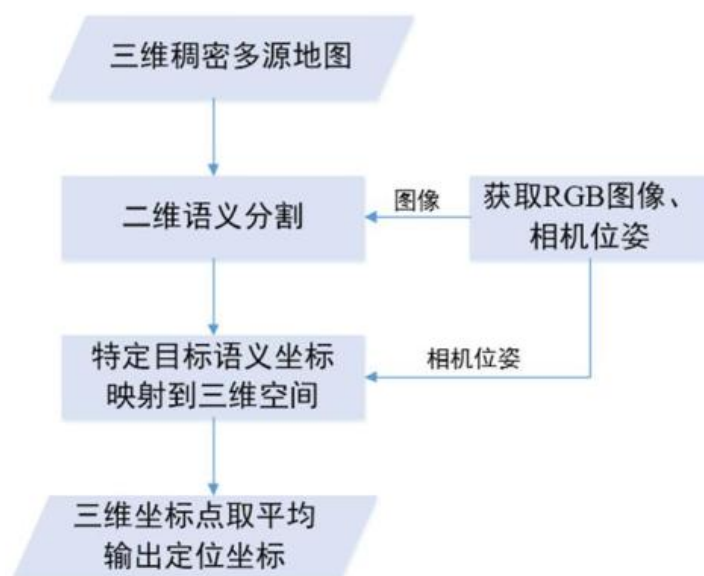 三维稠密多源地图
二维语义分割
图像
获取RGB图像、
相机位姿
特定目标语义坐标
映射到三维空间
相机位姿
三维坐标点取平均
输出定位坐标